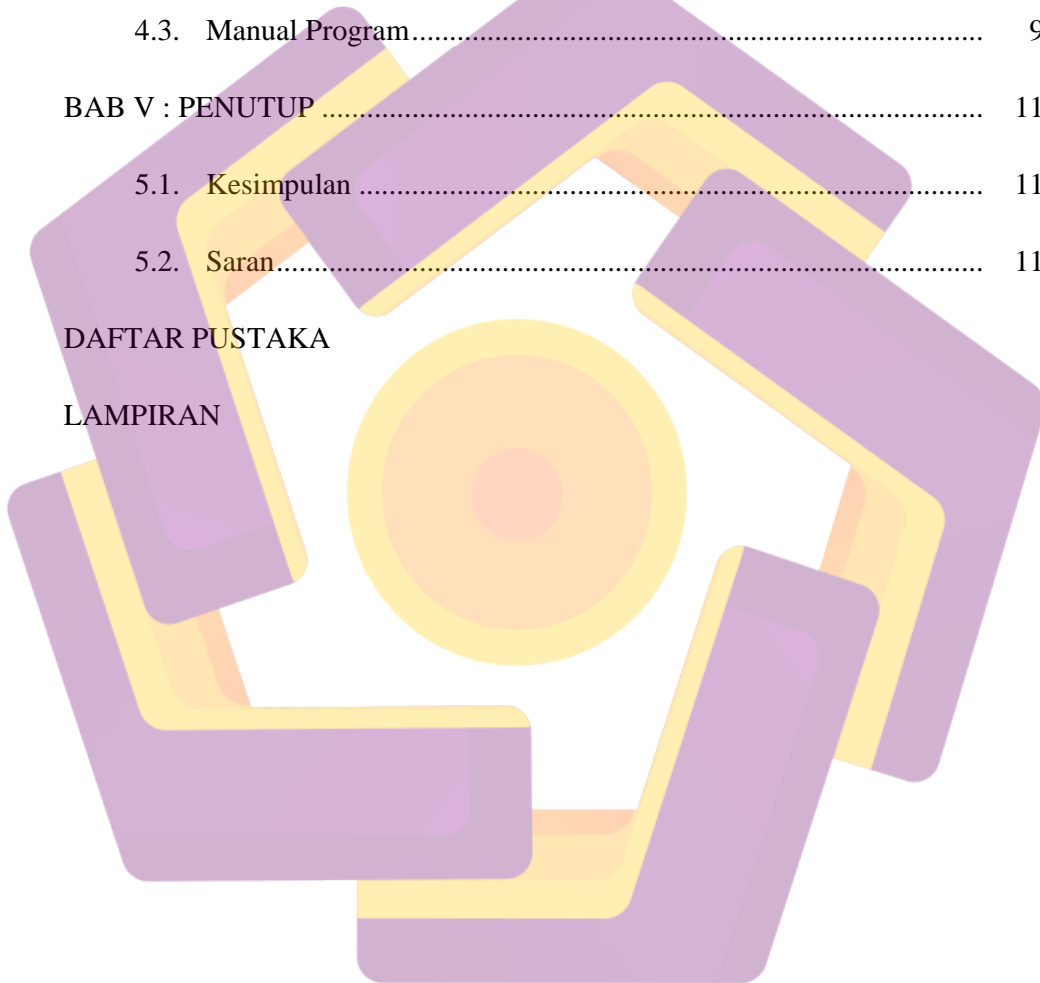 4.3. Manual Program........................................................................................ 9
BAB V : PENUTUP ...................................................................................................... 11
5.1. Kesimpulan ................................................................................................ 11
5.2. Saran............................................................................................................. 11
DAFTAR PUSTAKA
LAMPIRAN